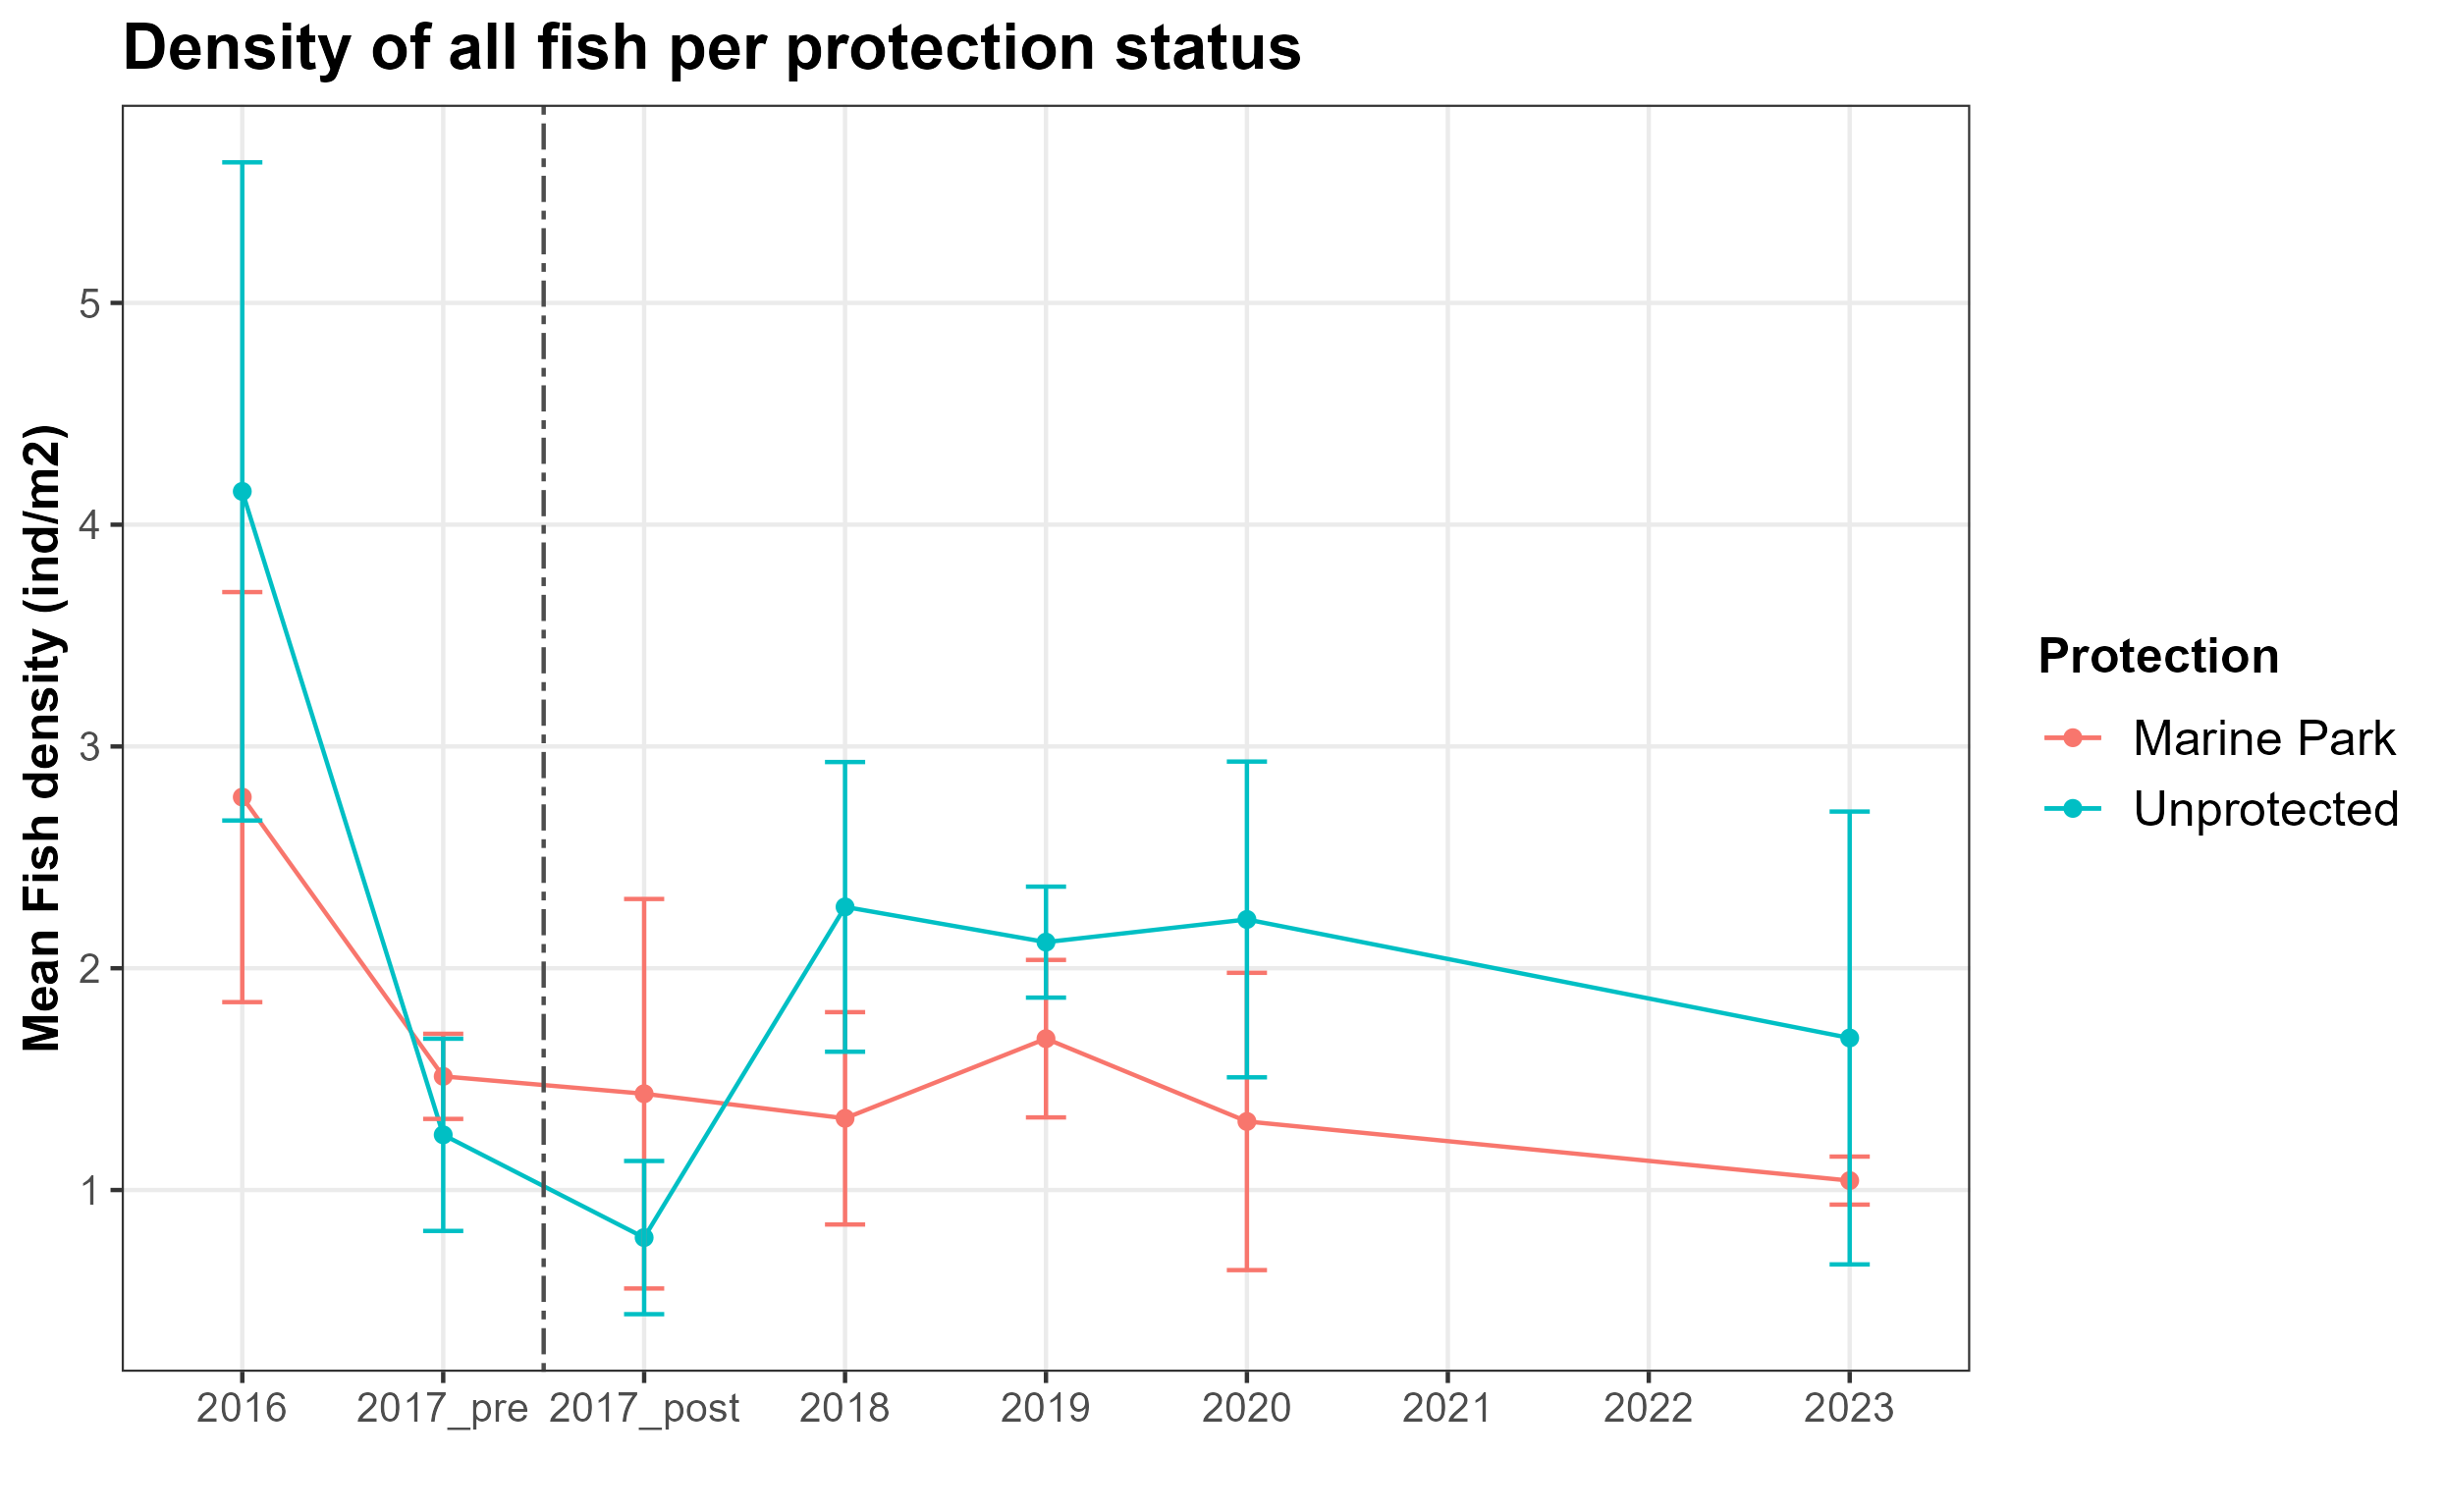 Density of all fish per protection status
Mean Fish density (ind/m2)
5
4
3
2
1
2016
2017_pre
2017_post
2018
2019
2020
2021
2022
2023
Protection
Marine Park
Unprotected